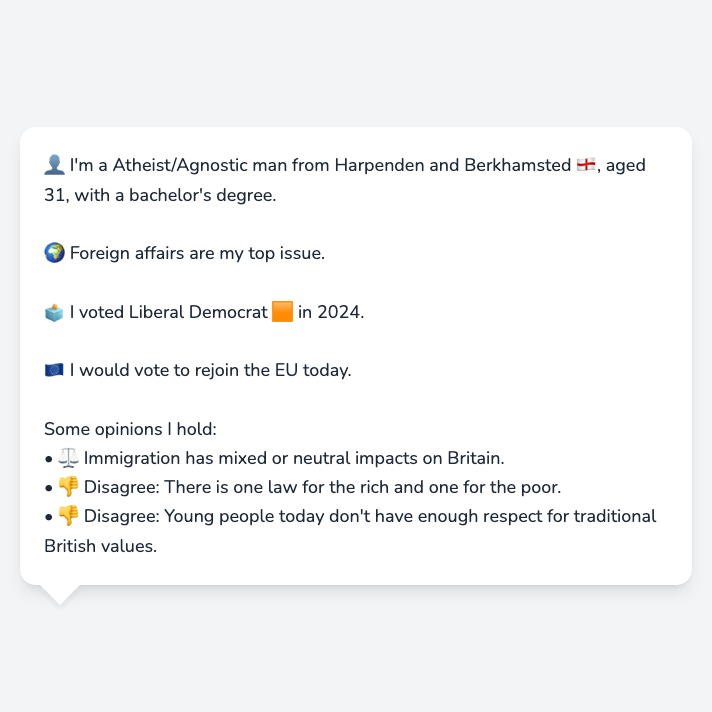 👤 I'm a Atheist/Agnostic man from Harpenden and Berkhamsted 🏴󠁧󠁢󠁥󠁮󠁧󠁿, aged
31, with a bachelor's degree.
🌍 Foreign affairs are my top issue.
🗳️ I voted Liberal Democrat 🟧 in 2024.
🇪🇺 I would vote to rejoin the EU today.
Some opinions I hold:
• ⚖️ Immigration has mixed or neutral impacts on Britain.
• 👎 Disagree: There is one law for the rich and one for the poor.
• 👎 Disagree: Young people today don't have enough respect for traditional
British values.